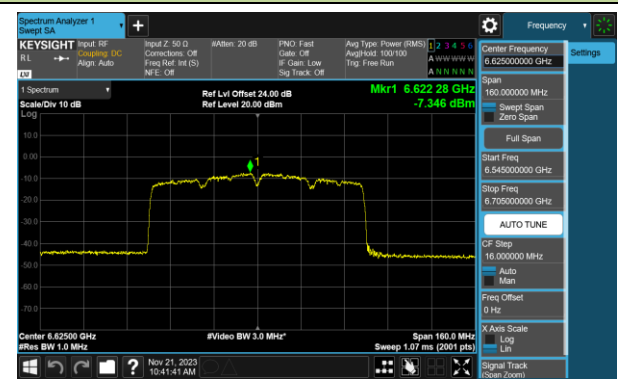 Spectrum Analyzer 1
Swept SA
+
Frequency
KEYSIGHT
RL
LXI
Input: RF
Coupling: DC
Align: Auto
Input Z: 50 Ω
Corrections: Off
Freq Ref: Int (S)
NFE: Off
#Atten: 20 dB
PNO: Fast
Gate: Off
IF Gain: Low
Sig Track: Off
Avg Type: Power (RMS)
Avg|Hold: 100/100
Trig: Free Run
1 2 3 4 5 6
A W W W W W
A N N N N N
1 Spectrum
Scale/Div 10 dB
Log
Ref Lvl Offset 24.00 dB
Ref Level 20.00 dBm
Mkr1 6.622 28 GHz
-7.346 dBm
10.0
0.00
-10.0
-20.0
-30.0
-40.0
-50.0
-60.0
-70.0
1
Center 6.62500 GHz
#Res BW 1.0 MHz
#Video BW 3.0 MHz*
Span 160.0 MHz
Sweep 1.07 ms (2001 pts)
?
Nov 21, 2023
10:41:41 AM
Center Frequency
6.625000000 GHz
Settings
Span
160.000000 MHz
Swept Span
Zero Span
Full Span
Start Freq
6.545000000 GHz
Stop Freq
6.705000000 GHz
AUTO TUNE
CF Step
16.000000 MHz
Auto
Man
Freq Offset
0 Hz
X Axis Scale
Log
Lin
Signal Track
(Span Zoom)